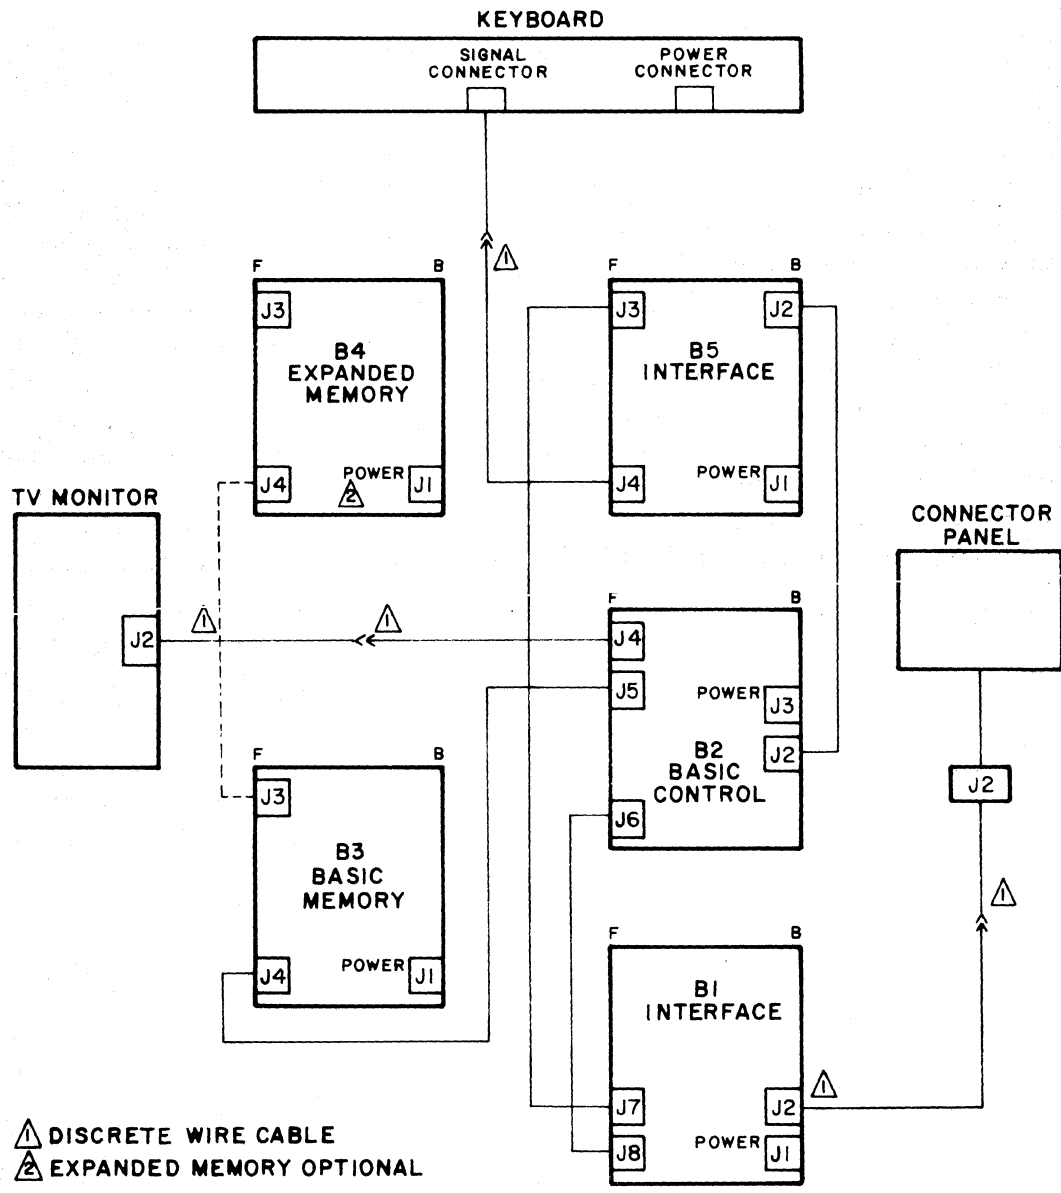 KEYBOARD
SIGNAL
CONNECTOR
POWER
CONNECTOR
1
F
B
J3
B4
EXPANDED
MEMORY
J4
POWER
2
J1
F
B
J3
J2
B5
INTERFACE
J4
POWER
J1
TV MONITOR
J2
1
1
CONNECTOR
PANEL
J2
1
F
B
J4
J5
POWER
J3
J2
B2
BASIC
CONTROL
J6
F
B
J3
B3
BASIC
MEMORY
J4
POWER
J1
F
B
B1
INTERFACE
J7
J2
1
J8
POWER
J1
1 DISCRETE WIRE CABLE
2 EXPANDED MEMORY OPTIONAL